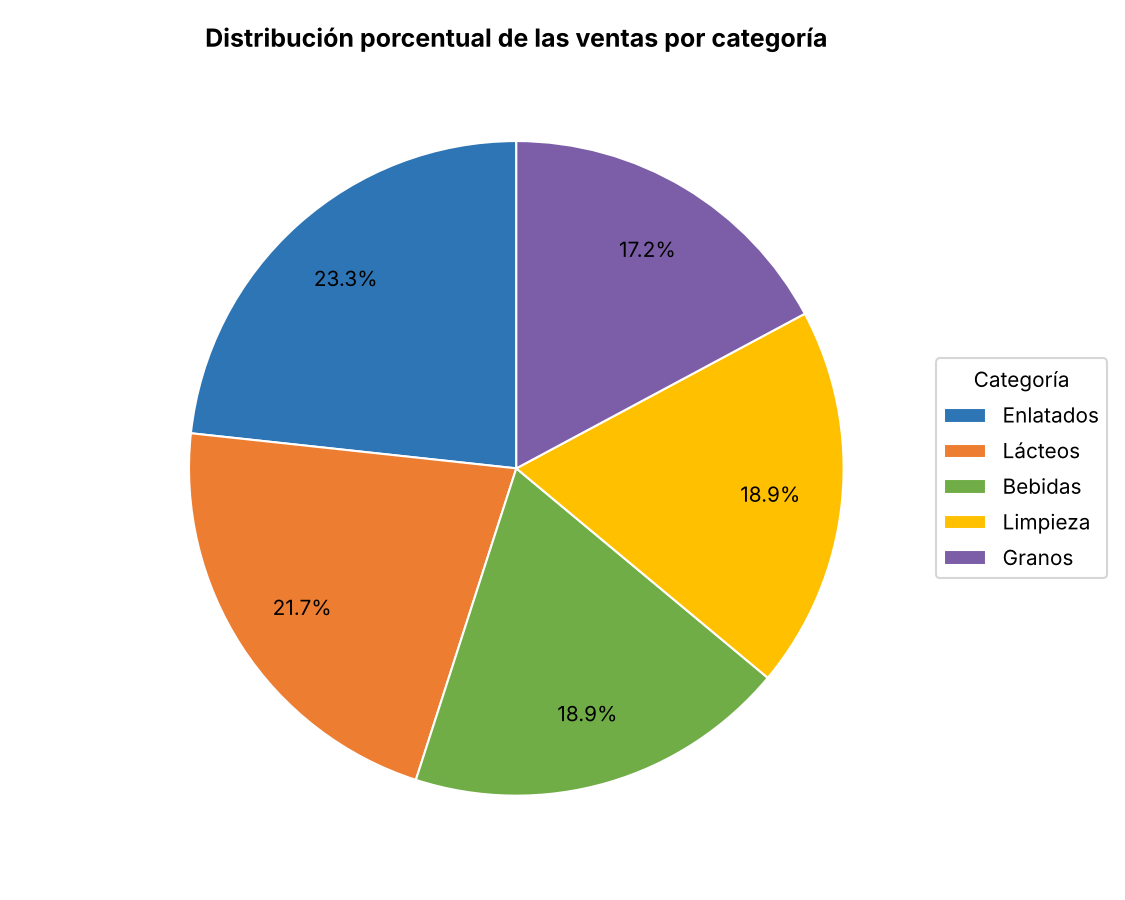 Distribución porcentual de las ventas por categoría
17.2%
23.3%
18.9%
21.7%
18.9%
Categoría
Enlatados
Lácteos
Bebidas
Limpieza
Granos